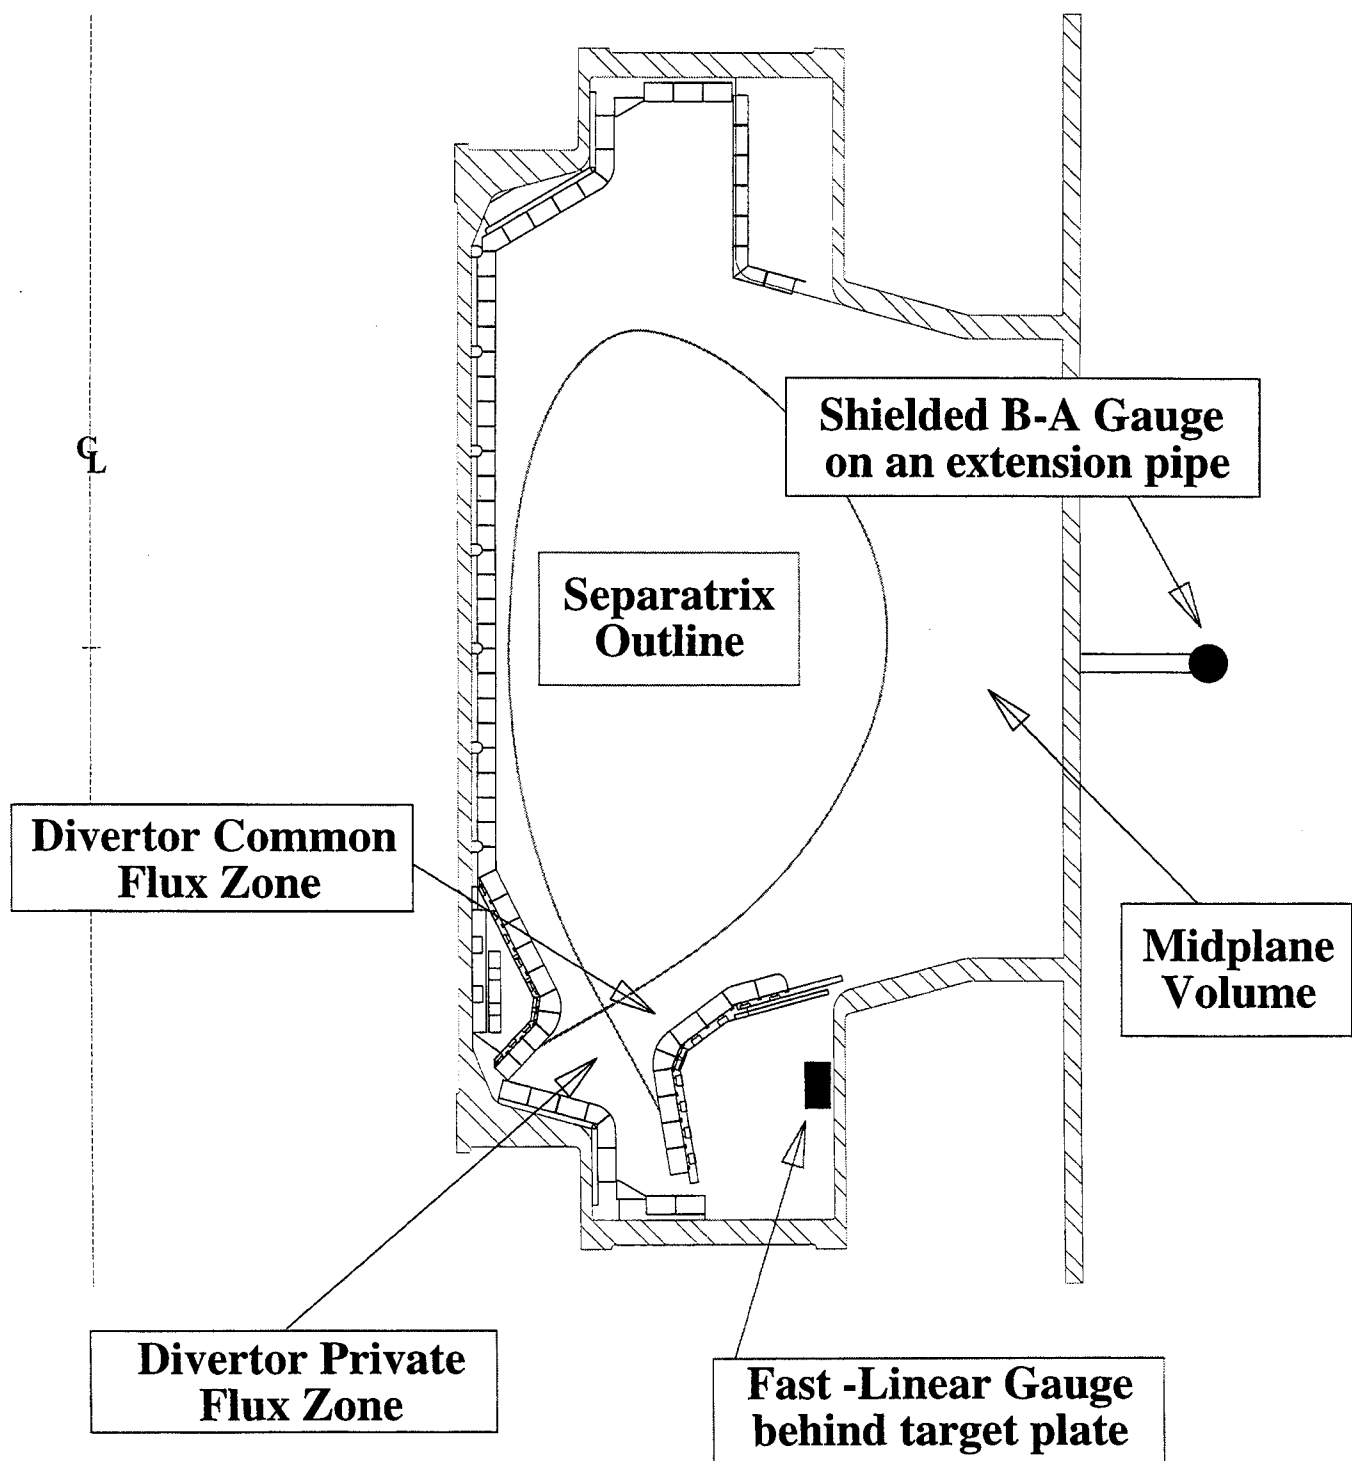 Shielded B-A Gauge
on an extension pipe
CL
Separatrix
Outline
Divertor Common
Flux Zone
Midplane
Volume
Divertor Private
Flux Zone
Fast -Linear Gauge
behind target plate